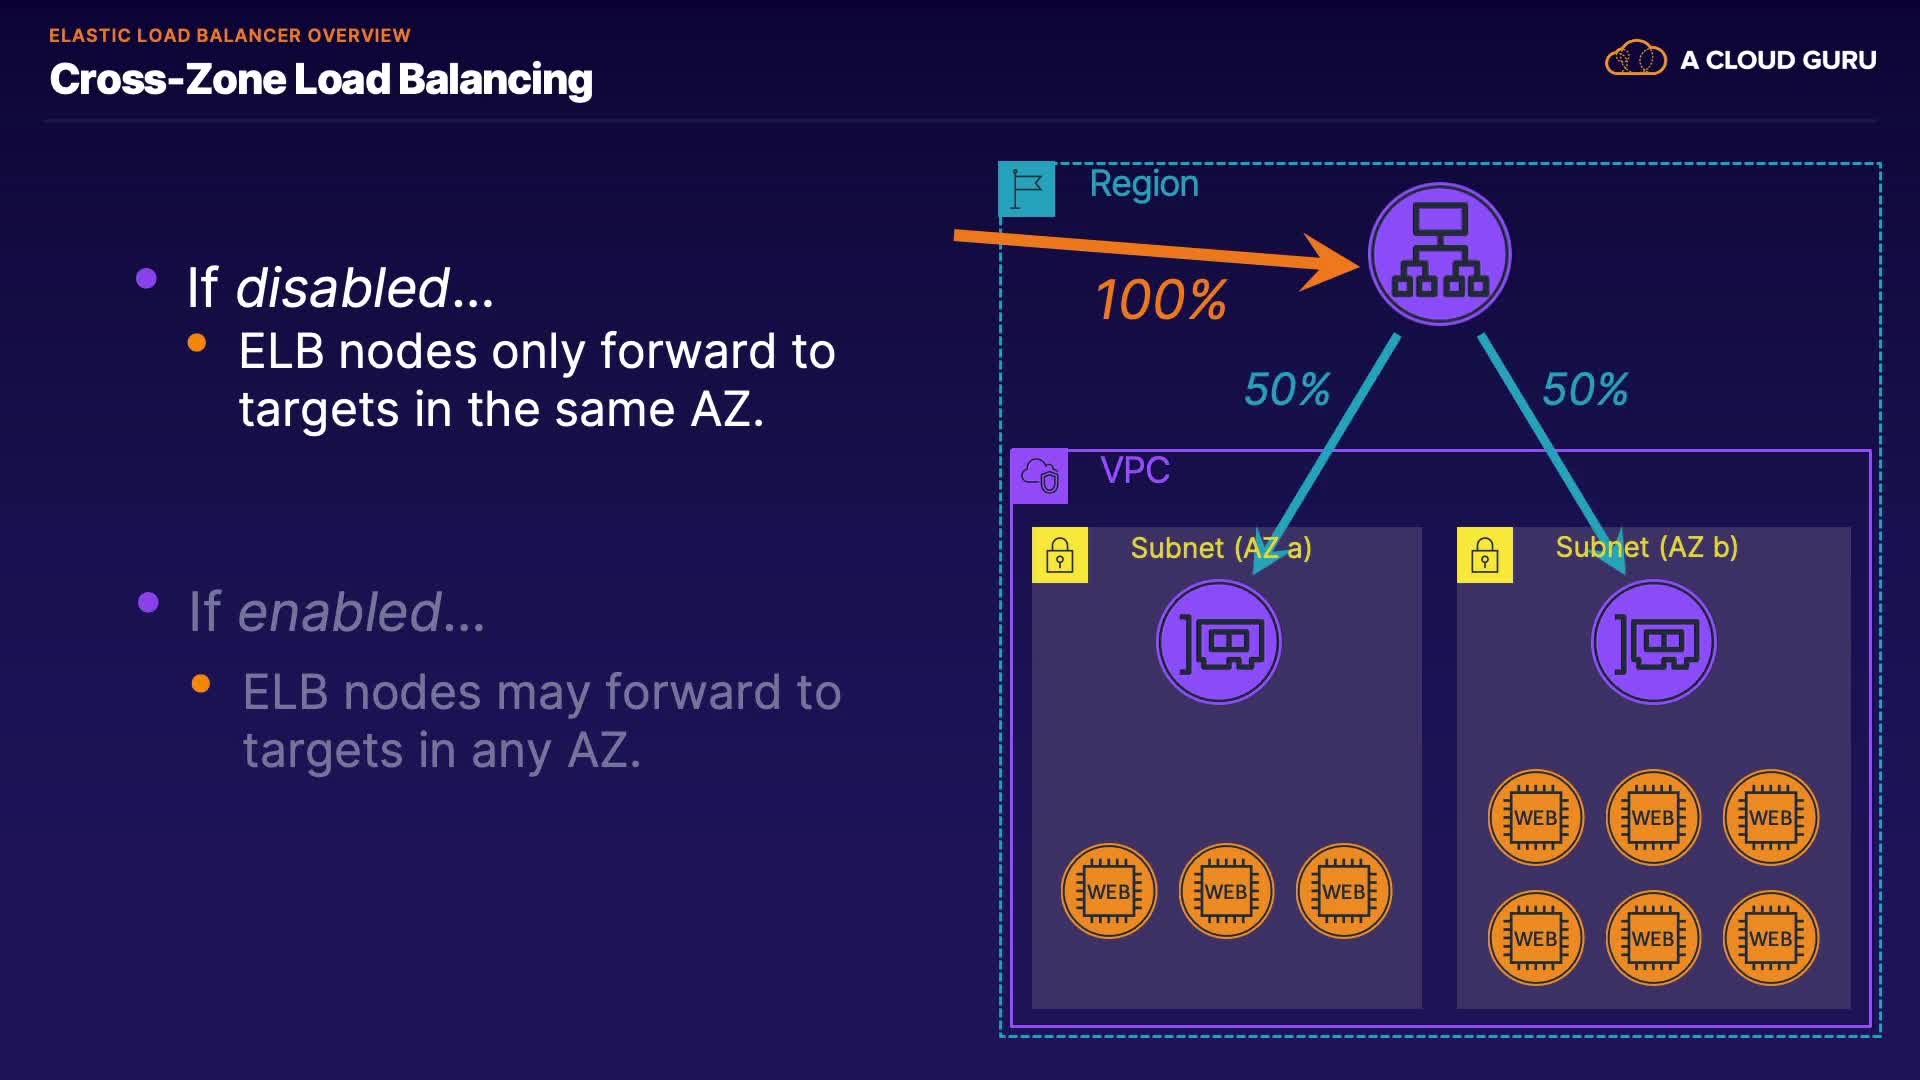 ELASTIC LOAD BALANCER OVERVIEW
Cross-Zone Load Balancing
A CLOUD GURU
If disabled...
ELB nodes only forward to
targets in the same AZ.
If enabled...
ELB nodes may forward to
targets in any AZ.
Region
100%
50%
50%
VPC
Subnet (AZ a)
Subnet (AZ b)
WEB
WEB
WEB
WEB
WEB
WEB
WEB
WEB
WEB